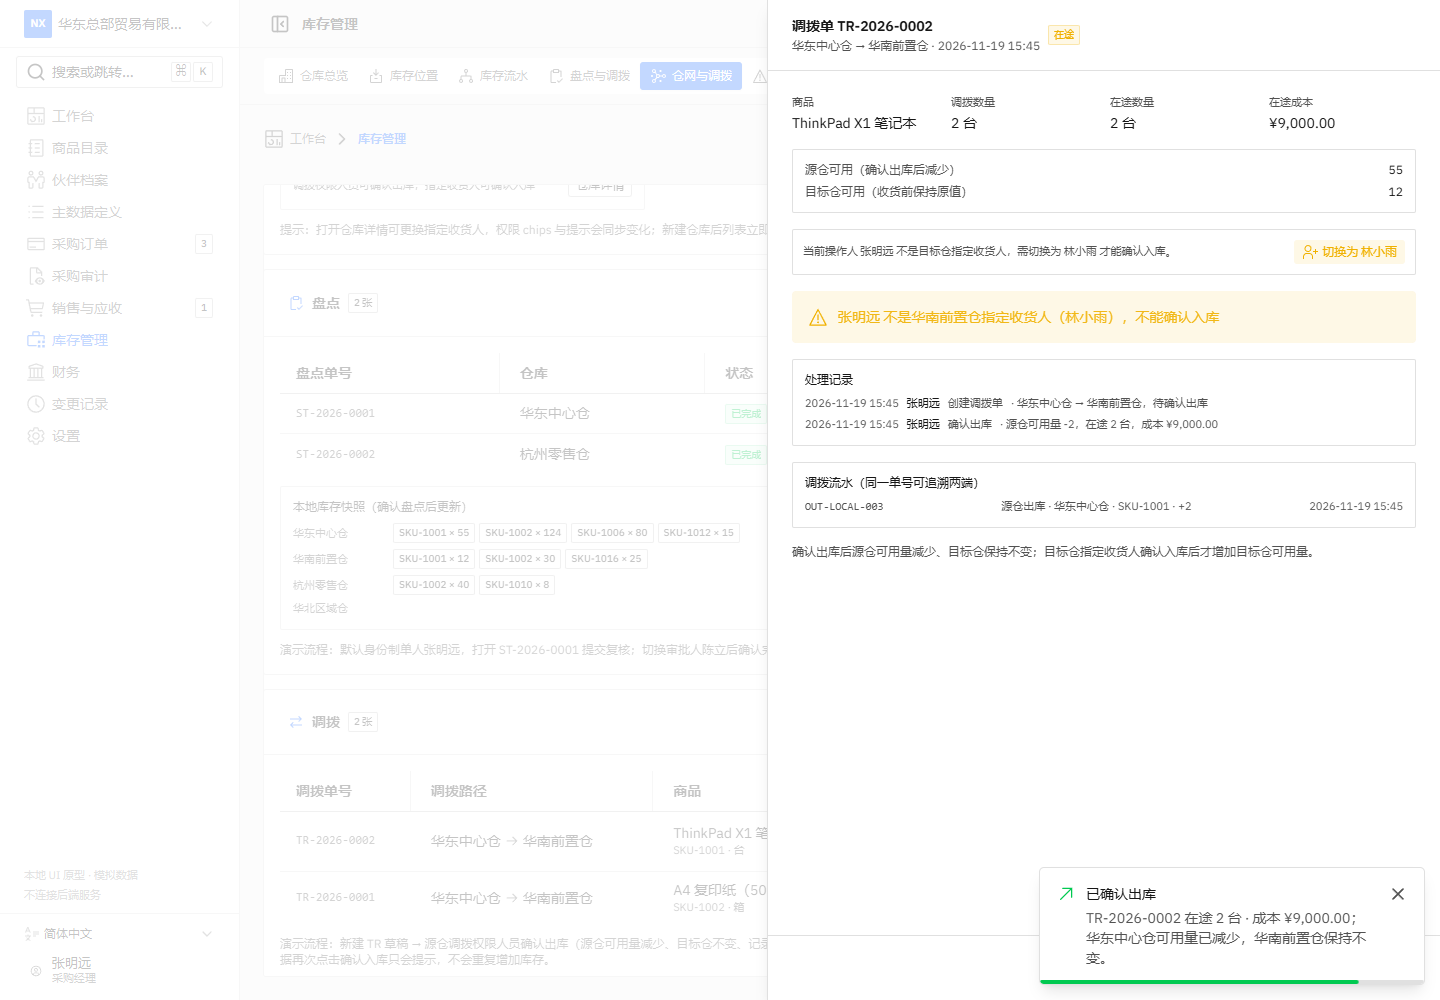 NX 华东总部贸易有限...
搜索或跳转... ⌘ K
工作台
商品目录
伙伴档案
主数据定义
采购订单 3
采购审计
销售与应收 1
库存管理
财务
变更记录
设置
本地 UI 原型 · 模拟数据
不连接后端服务
简体中文
张明远
采购经理
库存管理
仓库总览 库存位置 库存流水 盘点与调拨 仓网与调拨
工作台 库存管理
调拨权限人员可确认出库，指定收货人可确认入库 仓库详情
提示：打开仓库详情可更换指定收货人，权限 chips 与提示会同步变化；新建仓库后列表立即
盘点 2 张
盘点单号 仓库 状态
ST-2026-0001 华东中心仓 已完成
ST-2026-0002 杭州零售仓 已完成
本地库存快照（确认盘点后更新）
华东中心仓 SKU-1001 × 55 SKU-1002 × 124 SKU-1006 × 80 SKU-1012 × 15
华南前置仓 SKU-1001 × 12 SKU-1002 × 30 SKU-1016 × 25
杭州零售仓 SKU-1002 × 40 SKU-1010 × 8
华北区域仓
演示流程：默认身份制单人张明远，打开 ST-2026-0001 提交复核；切换审批人陈立后确认
调拨 2 张
调拨单号 调拨路径 商品
TR-2026-0002 华东中心仓 → 华南前置仓 ThinkPad X1 笔
SKU-1001 · 台
TR-2026-0001 华东中心仓 → 华南前置仓 A4 复印纸（50
SKU-1002 · 箱
演示流程：新建 TR 草稿 → 源仓调拨权限人员确认出库（源仓可用量减少、目标仓不变、记录
据再次点击确认入库只会提示，不会重复增加库存。
调拨单 TR-2026-0002
华东中心仓 → 华南前置仓 · 2026-11-19 15:45
在途
商品 调拨数量 在途数量 在途成本
ThinkPad X1 笔记本 2 台 2 台 ¥9,000.00
源仓可用（确认出库后减少） 55
目标仓可用（收货前保持原值） 12
当前操作人 张明远 不是目标仓指定收货人，需切换为 林小雨 才能确认入库。 切换为 林小雨
张明远 不是华南前置仓指定收货人（林小雨），不能确认入库
处理记录
2026-11-19 15:45 张明远 创建调拨单 · 华东中心仓 → 华南前置仓，待确认出库
2026-11-19 15:45 张明远 确认出库 · 源仓可用量 -2，在途 2 台，成本 ¥9,000.00
调拨流水（同一单号可追溯两端）
OUT-LOCAL-003 源仓出库 · 华东中心仓 · SKU-1001 · +2 2026-11-19 15:45
确认出库后源仓可用量减少、目标仓保持不变；目标仓指定收货人确认入库后才增加目标仓可用量。
已确认出库
TR-2026-0002 在途 2 台 · 成本 ¥9,000.00；
华东中心仓可用量已减少，华南前置仓保持不
变。